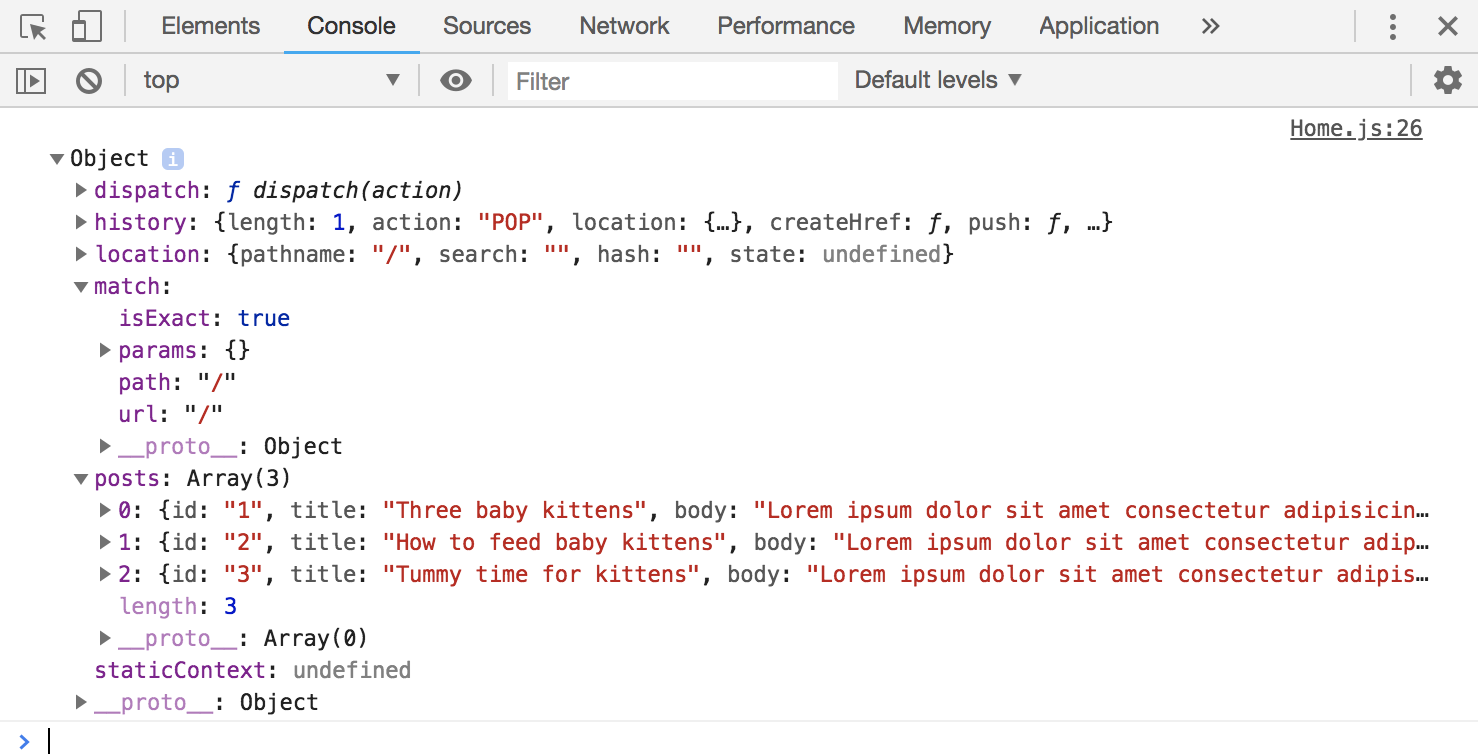 Elements Console Sources Network Performance Memory Application »
top Filter Default levels
Home.js:26
Object i
dispatch: ƒ dispatch(action)
history: {length: 1, action: "POP", location: {…}, createHref: ƒ, push: ƒ, …}
location: {pathname: "/", search: "", hash: "", state: undefined}
match:
isExact: true
params: {}
path: "/"
url: "/"
__proto__: Object
posts: Array(3)
0: {id: "1", title: "Three baby kittens", body: "Lorem ipsum dolor sit amet consectetur adipisicin…
1: {id: "2", title: "How to feed baby kittens", body: "Lorem ipsum dolor sit amet consectetur adip…
2: {id: "3", title: "Tummy time for kittens", body: "Lorem ipsum dolor sit amet consectetur adipis…
length: 3
__proto__: Array(0)
staticContext: undefined
__proto__: Object